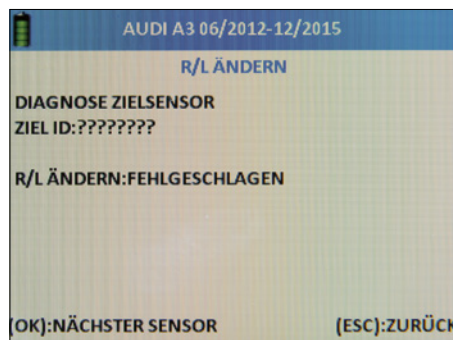 AUDI A3 06/2012-12/2015
R/L ÄNDERN
DIAGNOSE ZIELSENSOR
ZIEL ID:????????
R/L ÄNDERN:FEHLGESCHLAGEN
(OK):NÄCHSTER SENSOR (ESC):ZURÜCK